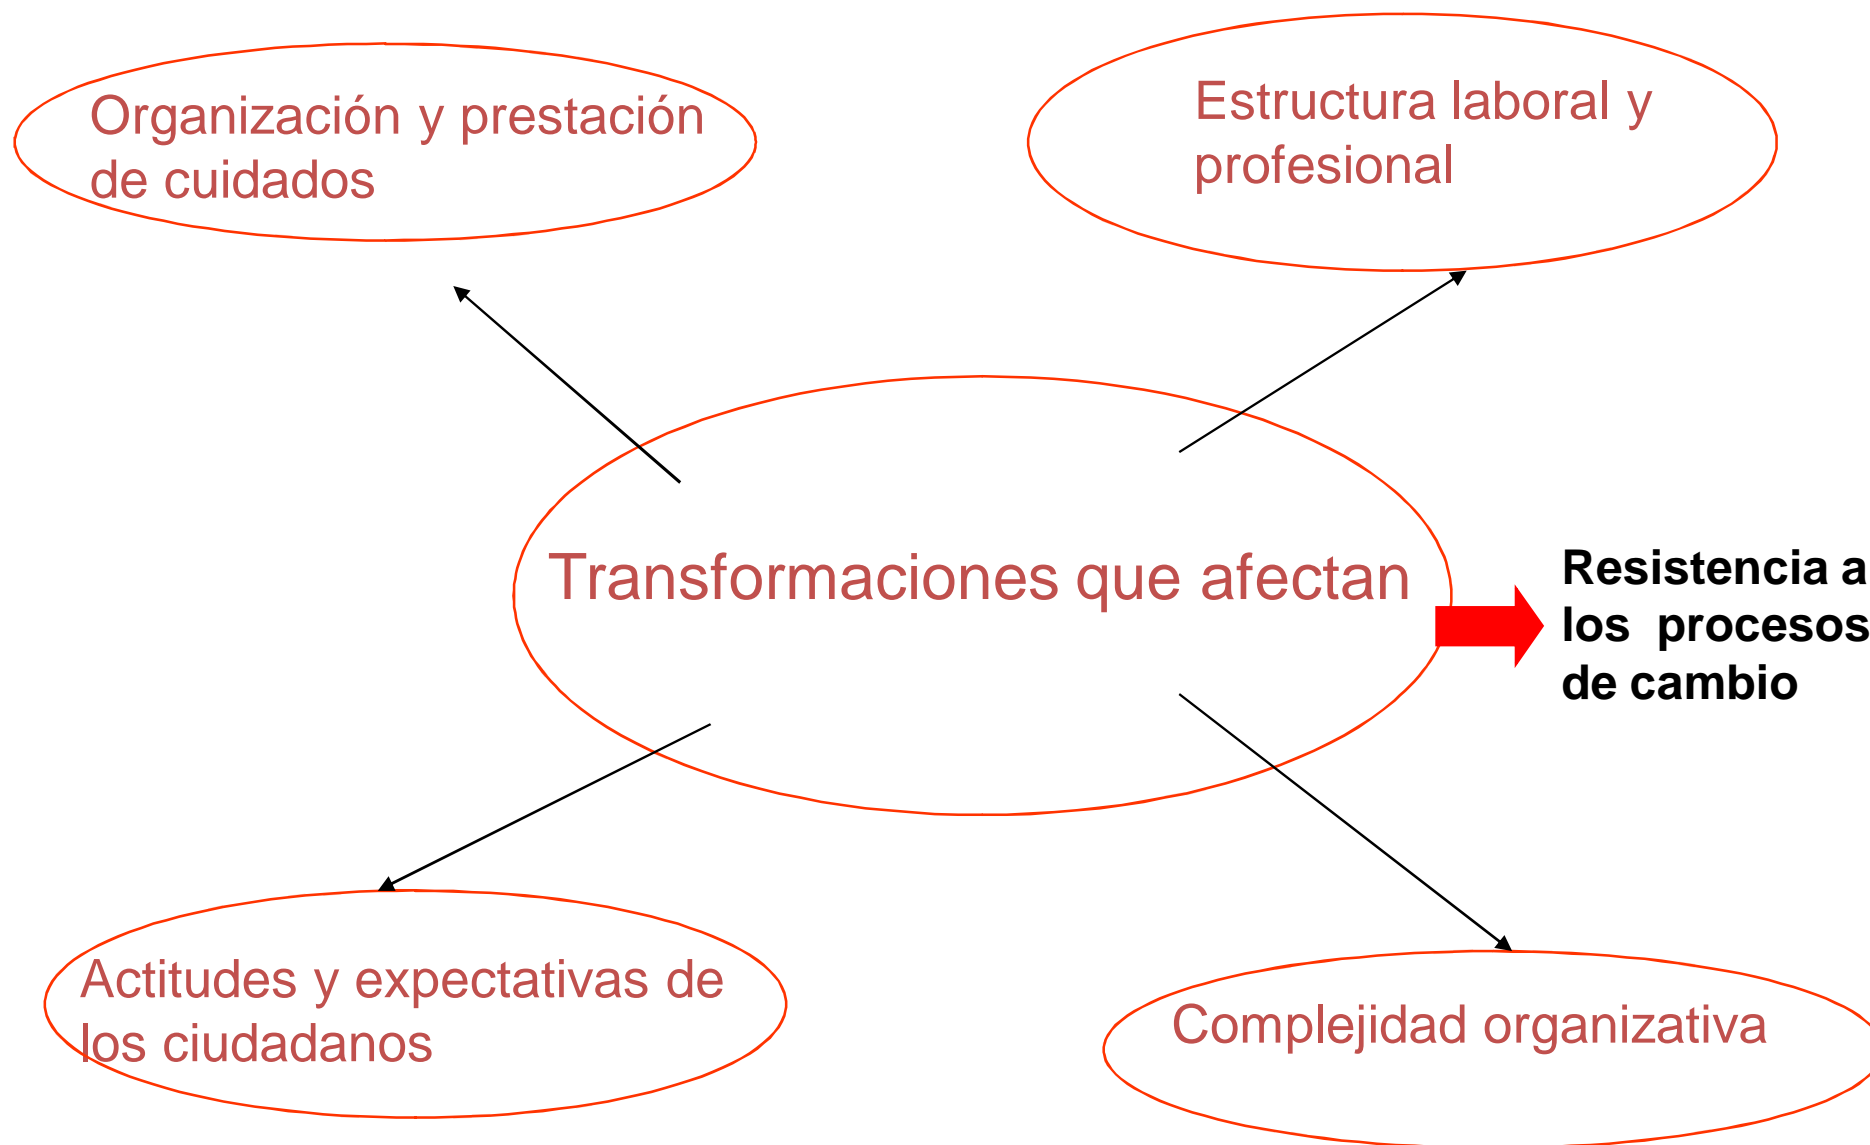 Organización y prestación
de cuidados
Estructura laboral y
profesional
Transformaciones que afectan
Resistencia a
los procesos
de cambio
Actitudes y expectativas de
los ciudadanos
Complejidad organizativa